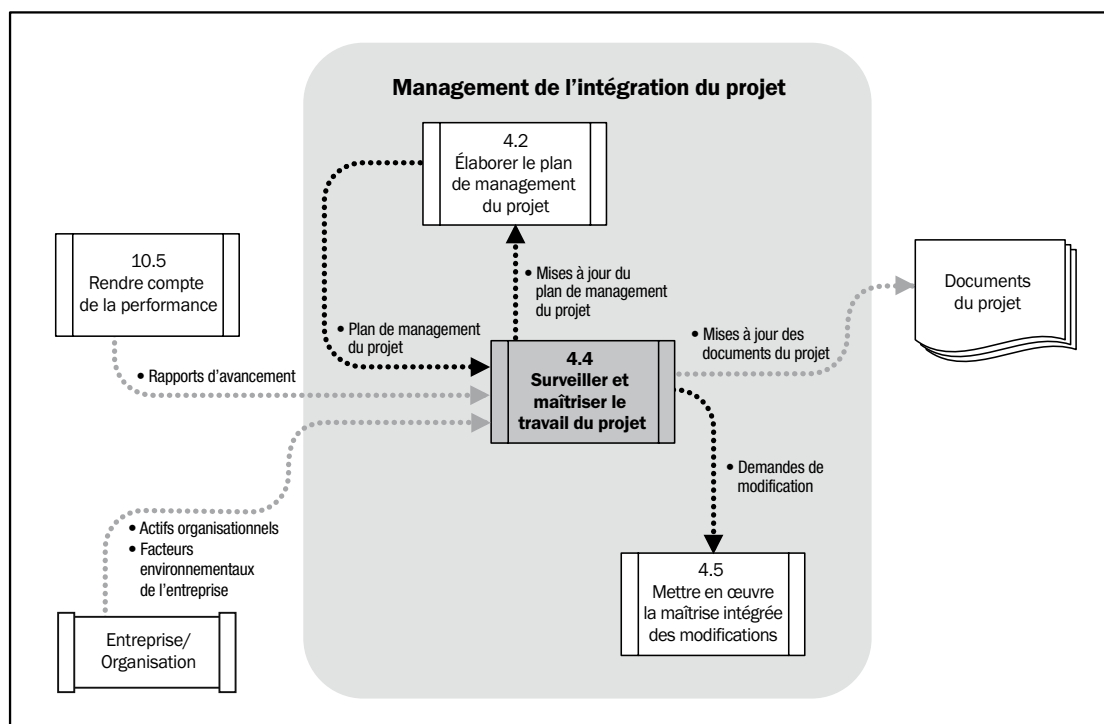 Management de l’intégration du projet
4.2
Élaborer le plan
de management
du projet
10.5
Rendre compte
de la performance
Documents
du projet
• Mises à jour du
plan de management
du projet
• Plan de management
du projet
• Mises à jour des
documents du projet
4.4
Surveiller et
maîtriser le
travail du projet
• Rapports d’avancement
• Demandes de
modification
• Actifs organisationnels
• Facteurs
environnementaux
de l’entreprise
4.5
Mettre en œuvre
la maîtrise intégrée
des modifications
Entreprise/
Organisation